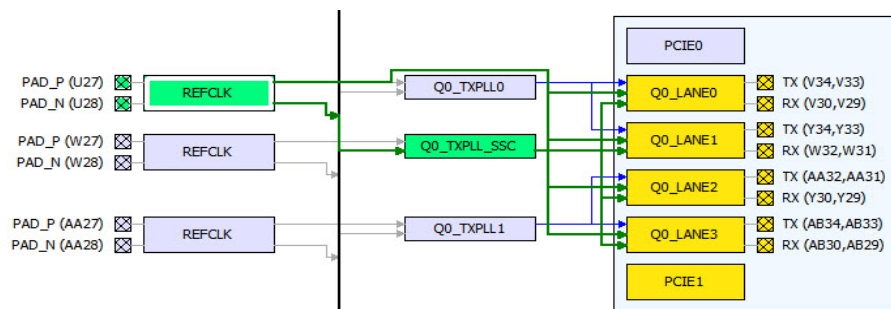 PCIE0
PAD_P (U27)
PAD_N (U28)
REFCLK
Q0_TXPLL0
Q0_LANE0
TX (V34,V33)
RX (V30,V29)
PAD_P (W27)
PAD_N (W28)
REFCLK
Q0_TXPLL_SSC
Q0_LANE1
TX (Y34,Y33)
RX (W32,W31)
Q0_LANE2
TX (AA32,AA31)
RX (Y30,Y29)
PAD_P (AA27)
PAD_N (AA28)
REFCLK
Q0_TXPLL1
Q0_LANE3
TX (AB34,AB33)
RX (AB30,AB29)
PCIE1